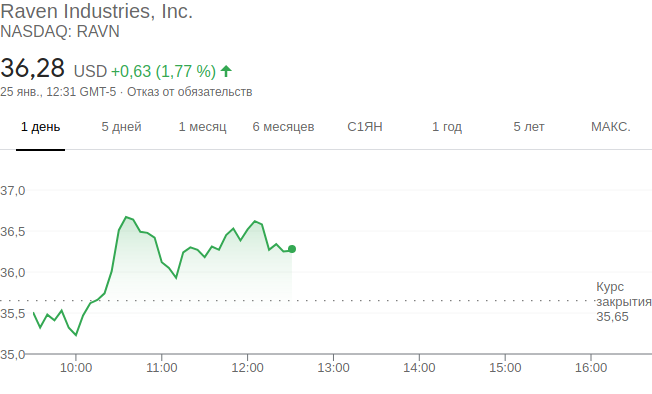 Raven Industries, Inc.
NASDAQ: RAVN
36,28 USD +0,63 (1,77 %)
25 янв., 12:31 GMT-5 · Отказ от обязательств
1 день 5 дней 1 месяц 6 месяцев С1ЯН 1 год 5 лет МАКС.
37,0
36,5
36,0
Курс
закрытия
35,65
35,5
35,0
10:00 11:00 12:00 13:00 14:00 15:00 16:00